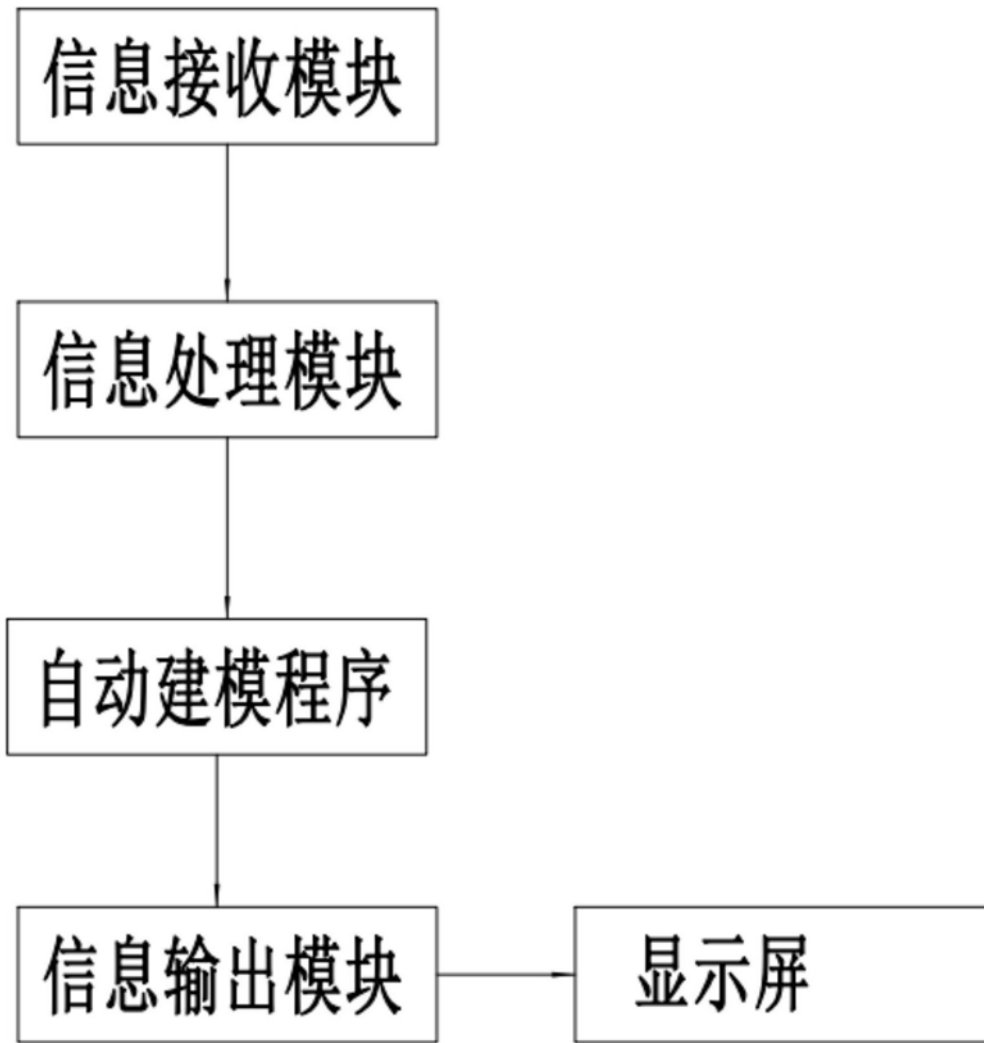 信息接收模块
信息处理模块
自动建模程序
信息输出模块
显示屏